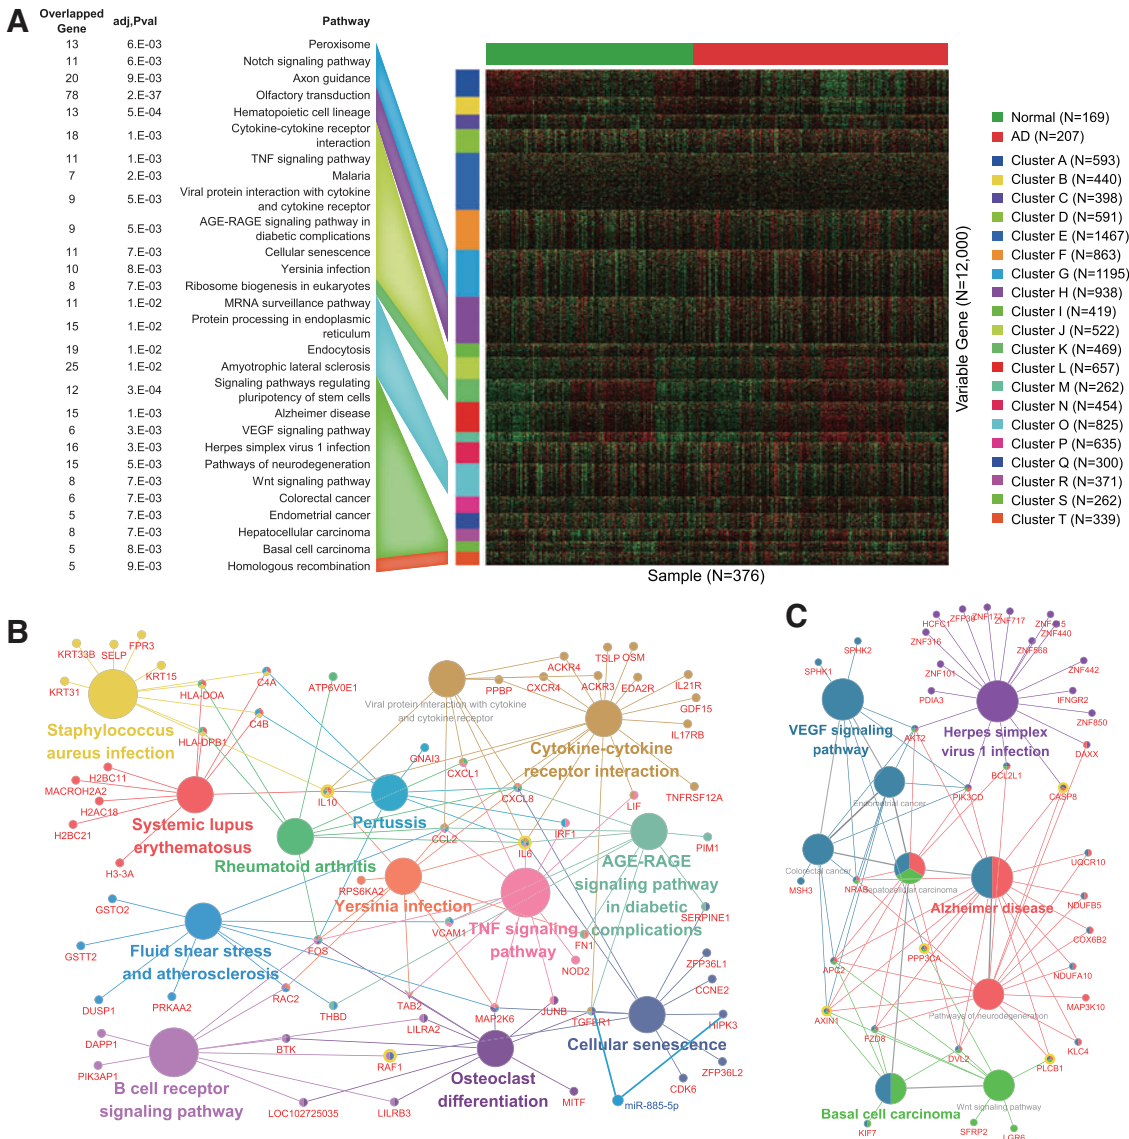 A
Overlapped
Gene
adj,Pval
Pathway
13 6.E-03 Peroxisome
11 6.E-03 Notch signaling pathway
20 9.E-03 Axon guidance
78 2.E-37 Olfactory transduction
13 5.E-04 Hematopoietic cell lineage
18 1.E-03 Cytokine-cytokine receptor
interaction
11 1.E-03 TNF signaling pathway
7 2.E-03 Malaria
9 5.E-03 Viral protein interaction with cytokine
and cytokine receptor
9 5.E-03 AGE-RAGE signaling pathway in
diabetic complications
11 7.E-03 Cellular senescence
10 8.E-03 Yersinia infection
8 7.E-03 Ribosome biogenesis in eukaryotes
11 1.E-02 MRNA surveillance pathway
15 1.E-02 Protein processing in endoplasmic
reticulum
19 1.E-02 Endocytosis
25 1.E-02 Amyotrophic lateral sclerosis
12 3.E-04 Signaling pathways regulating
pluripotency of stem cells
15 1.E-03 Alzheimer disease
6 3.E-03 VEGF signaling pathway
16 3.E-03 Herpes simplex virus 1 infection
15 5.E-03 Pathways of neurodegeneration
8 7.E-03 Wnt signaling pathway
6 7.E-03 Colorectal cancer
5 7.E-03 Endometrial cancer
8 7.E-03 Hepatocellular carcinoma
5 8.E-03 Basal cell carcinoma
5 9.E-03 Homologous recombination
Sample (N=376)
Variable Gene (N=12,000)
Normal (N=169)
AD (N=207)
Cluster A (N=593)
Cluster B (N=440)
Cluster C (N=398)
Cluster D (N=591)
Cluster E (N=1467)
Cluster F (N=863)
Cluster G (N=1195)
Cluster H (N=938)
Cluster I (N=419)
Cluster J (N=522)
Cluster K (N=469)
Cluster L (N=657)
Cluster M (N=262)
Cluster N (N=454)
Cluster O (N=825)
Cluster P (N=635)
Cluster Q (N=300)
Cluster R (N=371)
Cluster S (N=262)
Cluster T (N=339)
B
KRT33B
SELP
FPR3
KRT15
KRT31
HLA-DOA
C4A
C4B
HLA-DPB1
ATP6V0E1
Staphylococcus
aureus infection
H2BC11
MACROH2A2
H2AC18
H2BC21
H3-3A
Systemic lupus
erythematosus
Rheumatoid arthritis
IL10
Pertussis
GNAI3
Viral protein interaction with cytokine
and cytokine receptor
PPBP
ACKR4
CXCR4
TSLP
OSM
ACKR3
EDA2R
IL21R
GDF15
IL17RB
Cytokine-cytokine
receptor interaction
TNFRSF12A
CXCL1
CXCL8
LIF
IRF1
CCL2
IL6
PIM1
AGE-RAGE
signaling pathway
in diabetic
complications
SERPINE1
RPS6KA2
Yersinia infection
VCAM1
TNF signaling
pathway
FN1
NOD2
GSTO2
GSTT2
Fluid shear stress
and atherosclerosis
DUSP1
PRKAA2
FOS
RAC2
THBD
TAB2
LILRA2
MAP2K6
JUNB
TGFBR1
ZFP36L1
CCNE2
HIPK3
Cellular senescence
ZFP36L2
CDK6
miR-885-5p
DAPP1
PIK3AP1
BTK
RAF1
B cell receptor
signaling pathway
LOC102725035
LILRB3
Osteoclast
differentiation
MITF
C
SPHK2
SPHK1
VEGF signaling
pathway
HCFC1
ZFP36
ZNF177
ZNF717
ZNF440
ZNF316
ZNF568
ZNF101
ZNF442
PDIA3
IFNGR2
ZNF850
Herpes simplex
virus 1 infection
AKT2
DAXX
BCL2L1
Endometrial cancer
PIK3CD
CASP8
Colorectal cancer
MSH3
NRAS
Hepatocellular carcinoma
Alzheimer disease
UQCR10
NDUFB5
COX6B2
NDUFA10
MAP3K10
KLC4
PPP3CA
APC2
AXIN1
FZD8
Pathways of neurodegeneration
DVL2
PLCB1
Basal cell carcinoma
Wnt signaling pathway
KIF7
SFRP2
LGR6